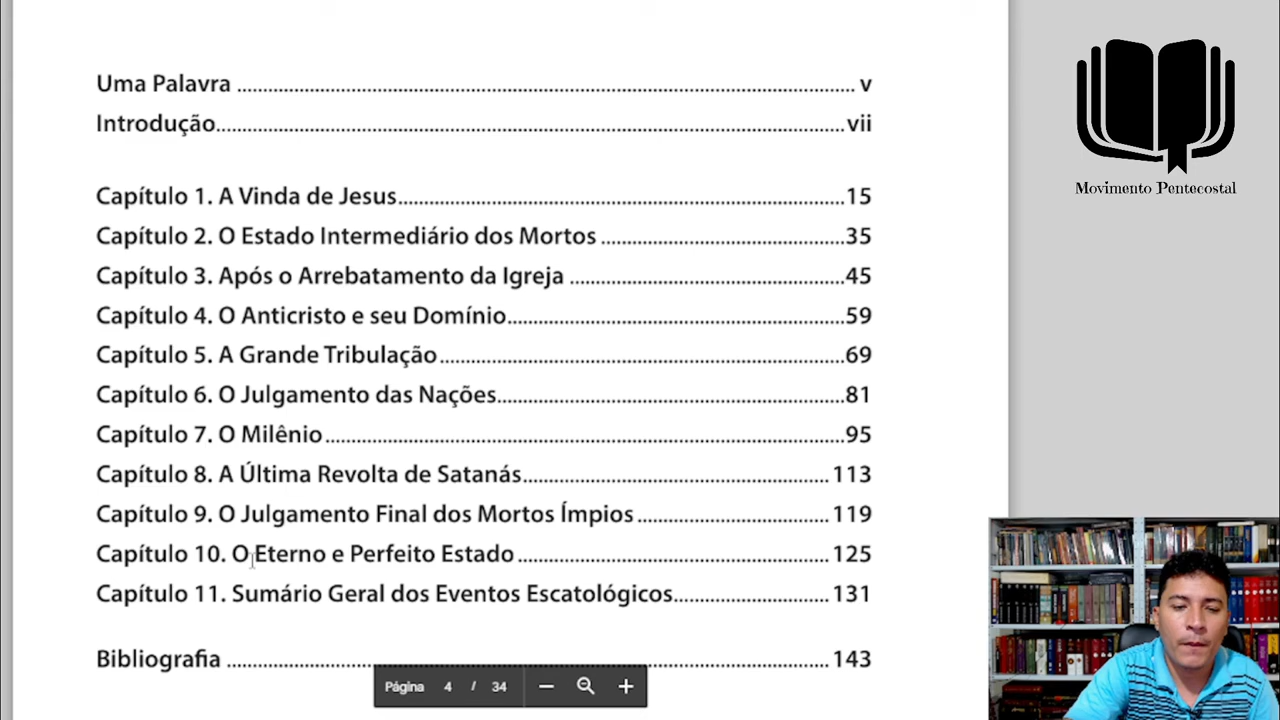 Uma Palavra ........................................................ v
Introdução........................................................vii
Capítulo 1. A Vinda de Jesus........................................................15
Capítulo 2. O Estado Intermediário dos Mortos ........................................................35
Capítulo 3. Após o Arrebatamento da Igreja ........................................................45
Capítulo 4. O Anticristo e seu Domínio........................................................59
Capítulo 5. A Grande Tribulação........................................................69
Capítulo 6. O Julgamento das Nações........................................................81
Capítulo 7. O Milênio........................................................95
Capítulo 8. A Última Revolta de Satanás........................................................ 113
Capítulo 9. O Julgamento Final dos Mortos Ímpios ........................................................ 119
Capítulo 10. O Eterno e Perfeito Estado ........................................................ 125
Capítulo 11. Sumário Geral dos Eventos Escatológicos........................................................ 131
Bibliografia ........................................................ 143
Página 4 / 34
Movimento Pentecostal